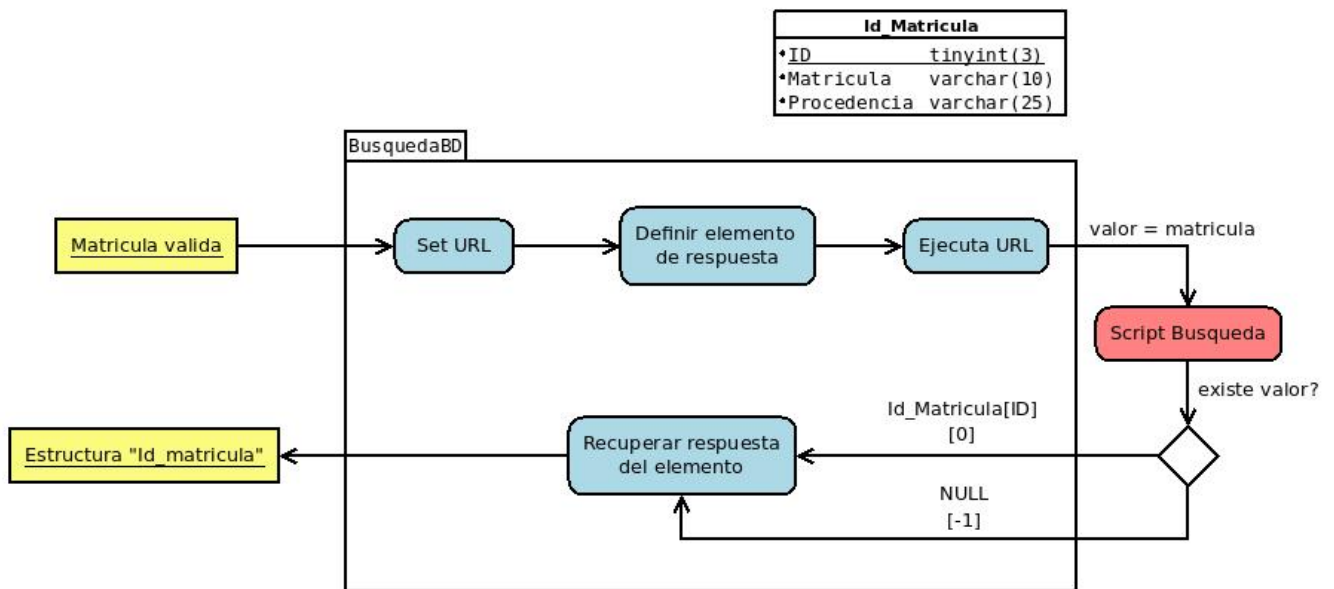 Id_Matricula
ID tinyint(3)
Matricula varchar(10)
Procedencia varchar(25)
BusquedaBD
Matricula valida
Set URL
Definir elemento
de respuesta
Ejecuta URL
valor = matricula
Script Busqueda
existe valor?
Id_Matricula[ID]
[0]
Recuperar respuesta
del elemento
Estructura "Id_matricula"
NULL
[-1]